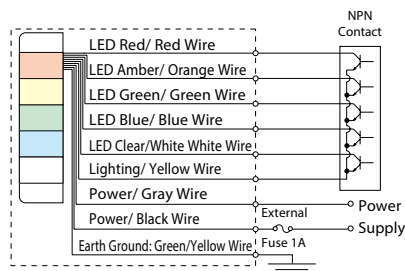 NPN
Contact
LED Red/ Red Wire
LED Amber/ Orange Wire
LED Green/ Green Wire
LED Blue/ Blue Wire
LED Clear/White White Wire
Lighting/ Yellow Wire
Power/ Gray Wire
Power
External
Power/ Black Wire
Supply
Earth Ground: Green/Yellow Wire
Fuse 1A